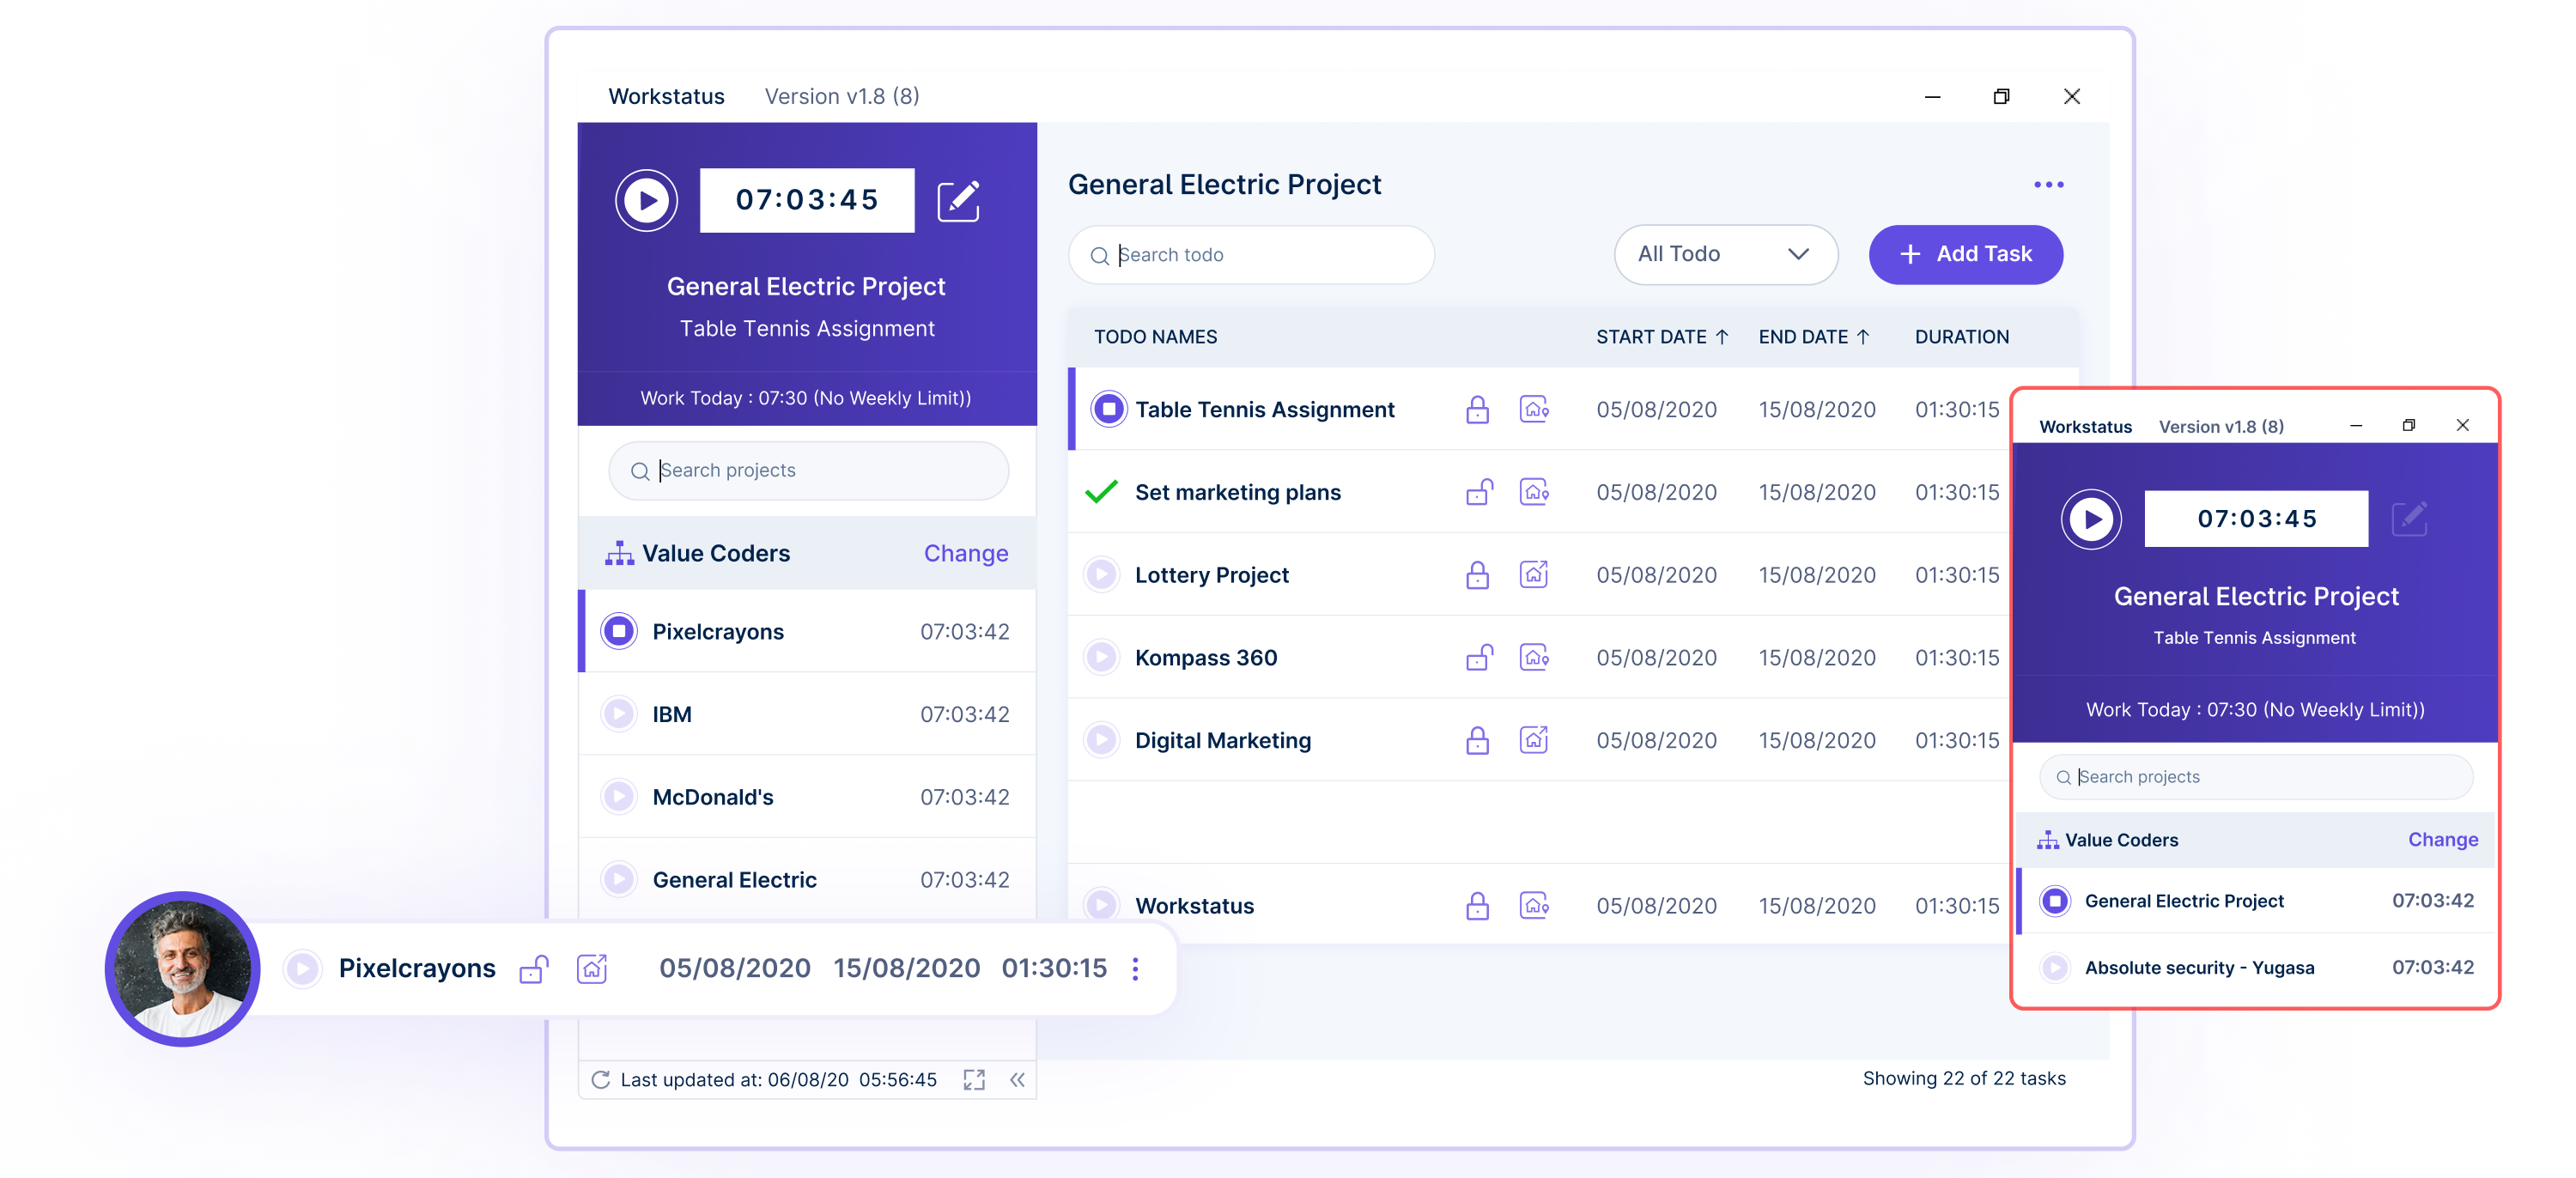 Workstatus Version v1.8 (8)
07:03:45
General Electric Project
Table Tennis Assignment
Work Today : 07:30 (No Weekly Limit))
Search projects
Value Coders Change
Pixelcrayons 07:03:42
IBM 07:03:42
McDonald's 07:03:42
General Electric 07:03:42
Last updated at: 06/08/20 05:56:45
General Electric Project
Search todo
All Todo
+ Add Task
TODO NAMES START DATE ↑ END DATE ↑ DURATION
Table Tennis Assignment 05/08/2020 15/08/2020 01:30:15
Set marketing plans 05/08/2020 15/08/2020 01:30:15
Lottery Project 05/08/2020 15/08/2020 01:30:15
Kompass 360 05/08/2020 15/08/2020 01:30:15
Digital Marketing 05/08/2020 15/08/2020 01:30:15
Workstatus 05/08/2020 15/08/2020 01:30:15
Showing 22 of 22 tasks
Pixelcrayons 05/08/2020 15/08/2020 01:30:15
Workstatus Version v1.8 (8)
07:03:45
General Electric Project
Table Tennis Assignment
Work Today : 07:30 (No Weekly Limit))
Search projects
Value Coders Change
General Electric Project 07:03:42
Absolute security - Yugasa 07:03:42